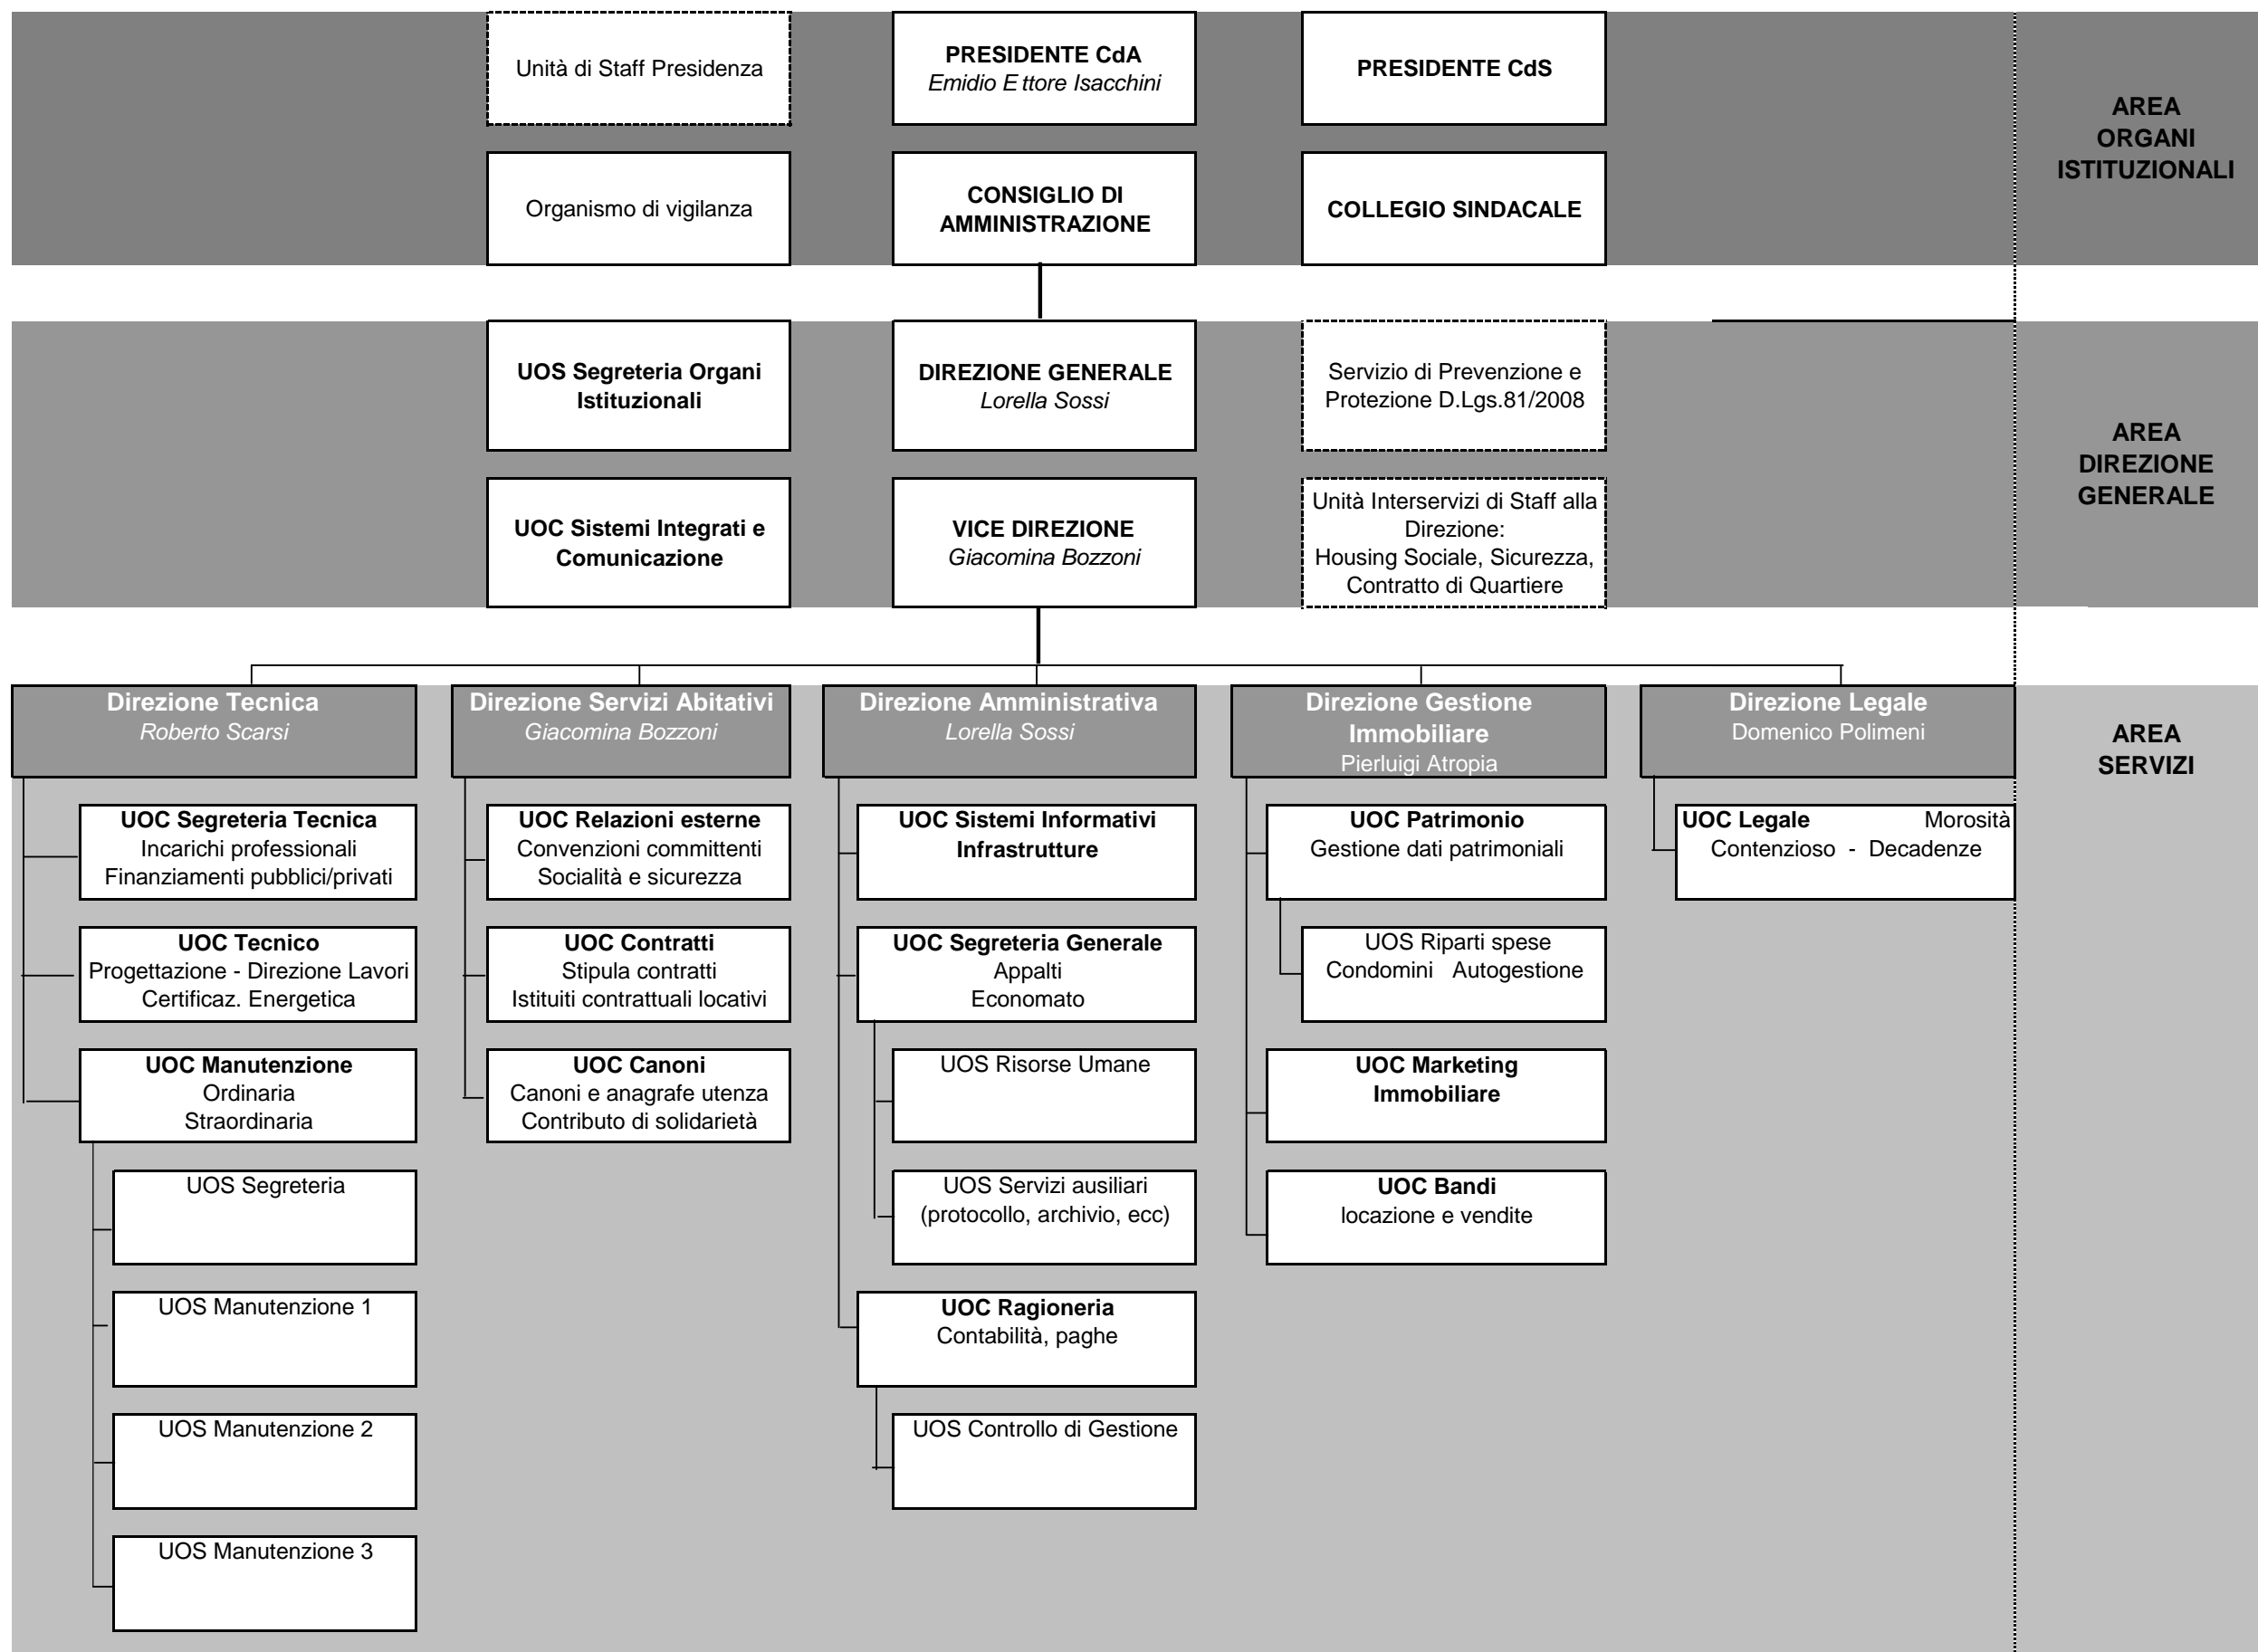 Unità di Staff Presidenza
PRESIDENTE CdA
Emidio Ettore Isacchini
PRESIDENTE CdS
AREA
ORGANI
ISTITUZIONALI
Organismo di vigilanza
CONSIGLIO DI
AMMINISTRAZIONE
COLLEGIO SINDACALE
UOS Segreteria Organi
Istituzionali
DIREZIONE GENERALE
Lorella Sossi
Servizio di Prevenzione e
Protezione D.Lgs.81/2008
AREA
DIREZIONE
GENERALE
UOC Sistemi Integrati e
Comunicazione
VICE DIREZIONE
Giacomina Bozzoni
Unità Interservizi di Staff alla
Direzione:
Housing Sociale, Sicurezza,
Contratto di Quartiere
Direzione Tecnica
Roberto Scarsi
Direzione Servizi Abitativi
Giacomina Bozzoni
Direzione Amministrativa
Lorella Sossi
Direzione Gestione
Immobiliare
Pierluigi Atropia
Direzione Legale
Domenico Polimeni
AREA
SERVIZI
UOC Segreteria Tecnica
Incarichi professionali
Finanziamenti pubblici/privati
UOC Relazioni esterne
Convenzioni committenti
Socialità e sicurezza
UOC Sistemi Informativi
Infrastrutture
UOC Patrimonio
Gestione dati patrimoniali
UOC Legale Morosità
Contenzioso - Decadenze
UOC Tecnico
Progettazione - Direzione Lavori
Certificaz. Energetica
UOC Contratti
Stipula contratti
Istituiti contrattuali locativi
UOC Segreteria Generale
Appalti
Economato
UOS Riparti spese
Condomini Autogestione
UOC Manutenzione
Ordinaria
Straordinaria
UOC Canoni
Canoni e anagrafe utenza
Contributo di solidarietà
UOS Risorse Umane
UOC Marketing
Immobiliare
UOS Segreteria
UOS Servizi ausiliari
(protocollo, archivio, ecc)
UOC Bandi
locazione e vendite
UOS Manutenzione 1
UOC Ragioneria
Contabilità, paghe
UOS Manutenzione 2
UOS Controllo di Gestione
UOS Manutenzione 3